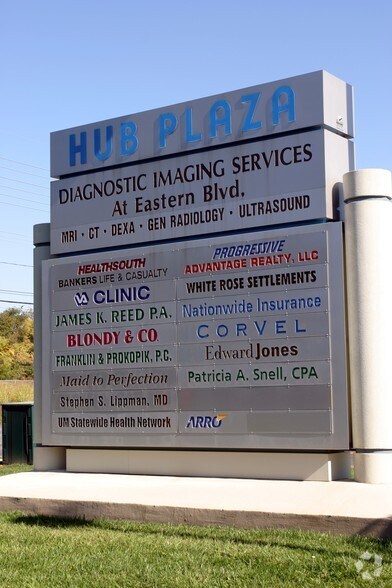 HUB PLAZA
DIAGNOSTIC IMAGING SERVICES
At Eastern Blvd.
MRI · CT · DEXA · GEN RADIOLOGY · ULTRASOUND
HEALTHSOUTH
BANKERS LIFE & CASUALTY
VA CLINIC
JAMES K. REED P.A.
BLONDY & CO.
FRANKLIN & PROKOPIK, P.C.
Maid to Perfection
Stephen S. Lippman, MD
UM Statewide Health Network
PROGRESSIVE
ADVANTAGE REALTY, LLC
WHITE ROSE SETTLEMENTS
Nationwide Insurance
CORVEL
Edward Jones
Patricia A. Snell, CPA
ARRO